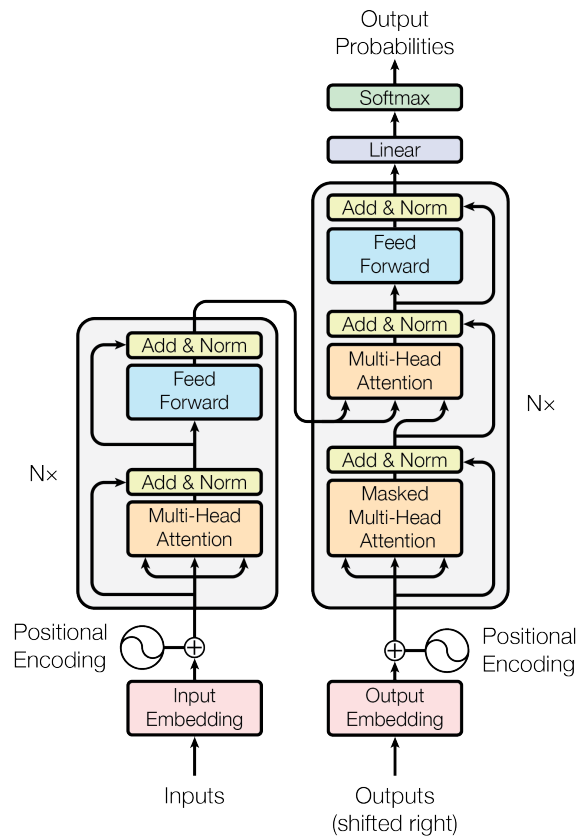 Output
Probabilities
Softmax
Linear
Add & Norm
Feed
Forward
Add & Norm
Multi-Head
Attention
Add & Norm
Masked
Multi-Head
Attention
N×
Add & Norm
Feed
Forward
Add & Norm
Multi-Head
Attention
N×
Positional
Encoding
Positional
Encoding
Input
Embedding
Output
Embedding
Inputs
Outputs
(shifted right)